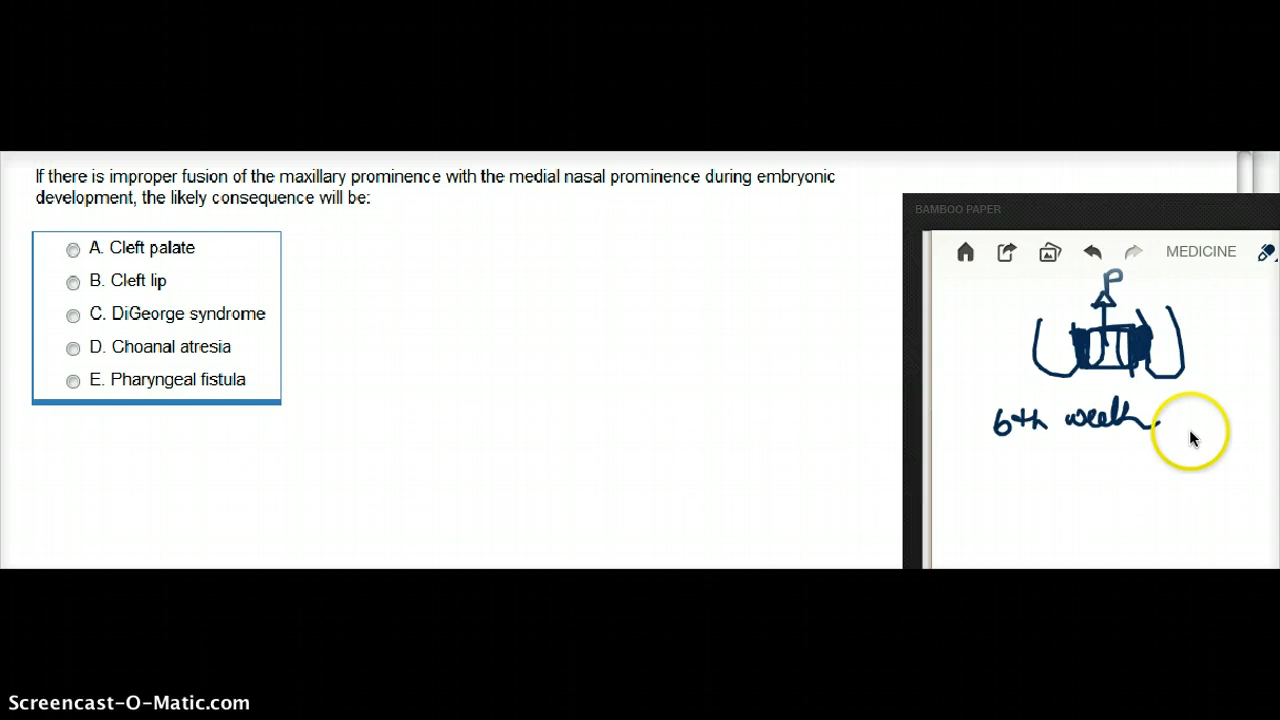 If there is improper fusion of the maxillary prominence with the medial nasal prominence during embryonic
development, the likely consequence will be:
A. Cleft palate
B. Cleft lip
C. DiGeorge syndrome
D. Choanal atresia
E. Pharyngeal fistula
BAMBOO PAPER
MEDICINE
P
6th week
Screencast-O-Matic.com